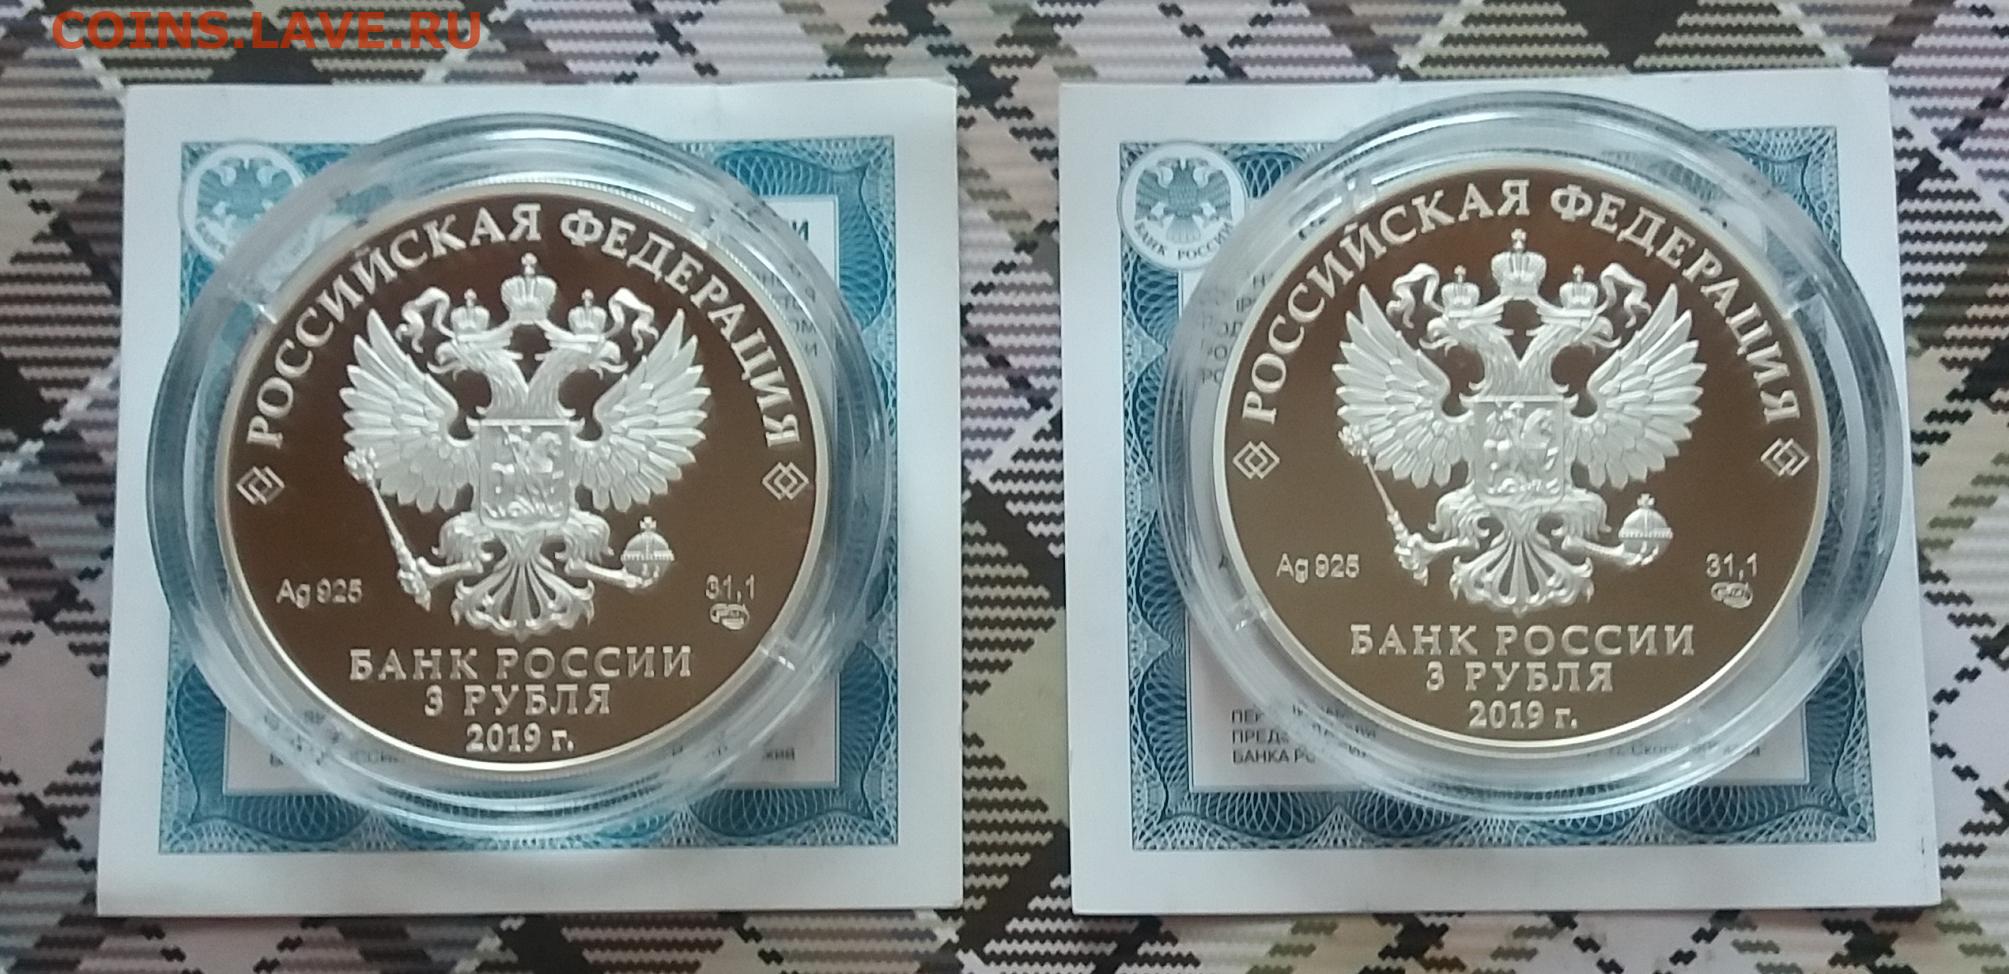 COINS.LAVE.RU
РОССИЙСКАЯ ФЕДЕРАЦИЯ
Ag 925
31,1
БАНК РОССИИ
3 РУБЛЯ
2019 г.
БАНК РОССИИ
РОССИЙСКАЯ ФЕДЕРАЦИЯ
Ag 925
31,1
БАНК РОССИИ
3 РУБЛЯ
2019 г.
БАНКА